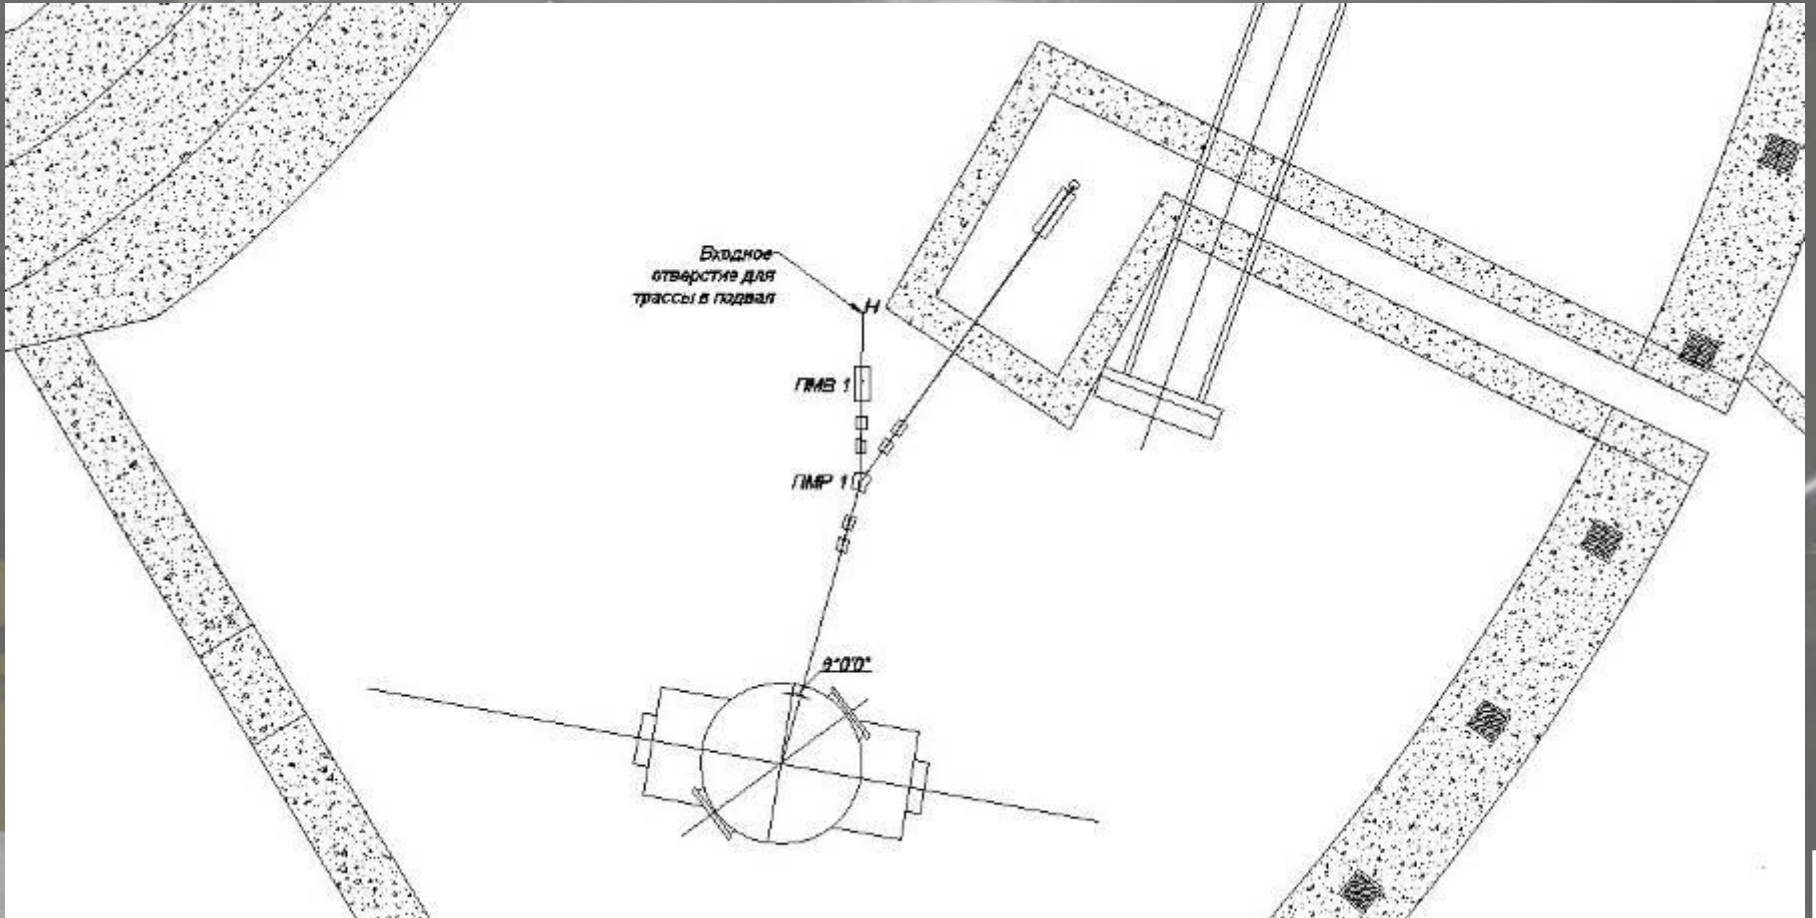 Входное
отверстие для
трассы в подвал
Н
ПМВ 1
ПМР 1
9°0'0"